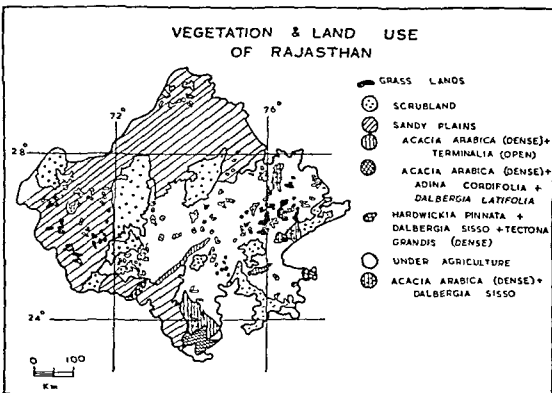 VEGETATION & LAND USE
OF RAJASTHAN
72°
76°
28°
24°
GRASS LANDS
SCRUBLAND
SANDY PLAINS
ACACIA ARABICA (DENSE)+
TERMINALIA (OPEN)
ACACIA ARABICA (DENSE)+
ADINA CORDIFOLIA +
DALBERGIA LATIFOLIA
HARDWICKIA PINNATA +
DALBERGIA SISSO +TECTONA
GRANDIS (DENSE)
UNDER AGRICULTURE
ACACIA ARABICA (DENSE)+
DALBERGIA SISSO
0 100
Km